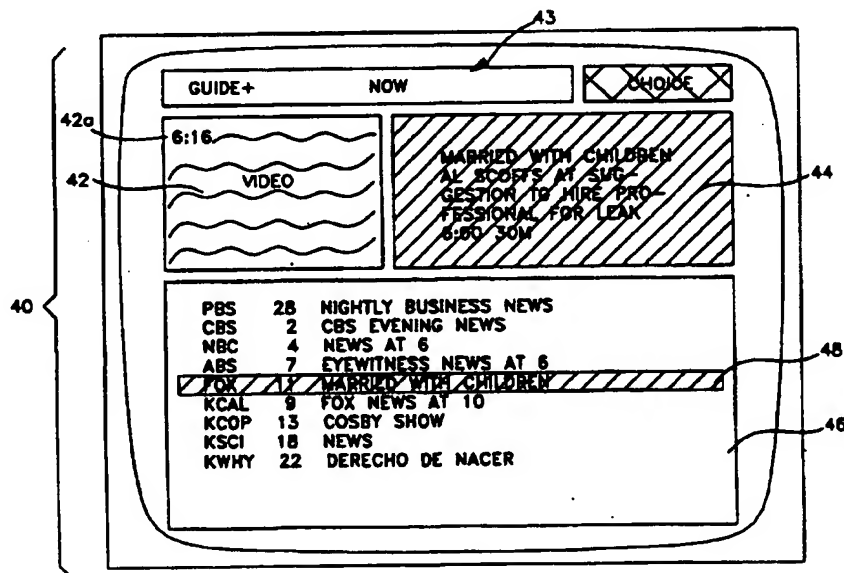 43
GUIDE+ NOW CHOICE
42a
6:16
42
VIDEO
MARRIED WITH CHILDREN
AL SCOFFS AT SUG-
GESTION TO HIRE PRO-
FESSIONAL FOR LEAK
6:00 30M
44
40
PBS 28 NIGHTLY BUSINESS NEWS
CBS 2 CBS EVENING NEWS
NBC 4 NEWS AT 6
ABS 7 EYEWITNESS NEWS AT 6
FOX 11 MARRIED WITH CHILDREN
48
KCAL 9 FOX NEWS AT 10
KCOP 13 COSBY SHOW
46
KSCI 18 NEWS
KWHY 22 DERECHO DE NACER